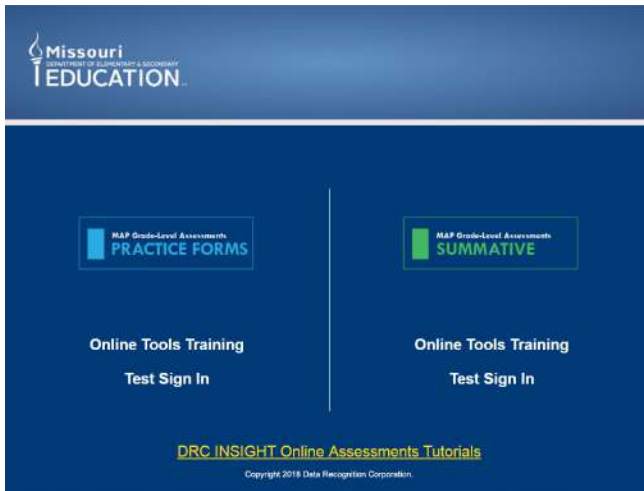 Missouri
DEPARTMENT OF ELEMENTARY & SECONDARY
EDUCATION
MAP Grade-Level Assessments
PRACTICE FORMS
Online Tools Training
Test Sign In
MAP Grade-Level Assessments
SUMMATIVE
Online Tools Training
Test Sign In
DRC INSIGHT Online Assessments Tutorials
Copyright 2018 Data Recognition Corporation.